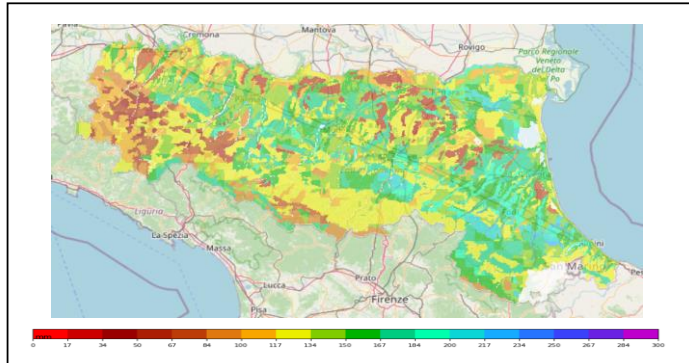 Pavia
Cremona
Mantova
Rovigo
Parco Regionale
Veneto
del Delta
del Po
Liguria
La Spezia
Massa
Lucca
Prato
Pisa
Firenze
San Marino
0 17 34 50 67 84 100 117 134 150 167 184 200 217 234 250 267 284 300